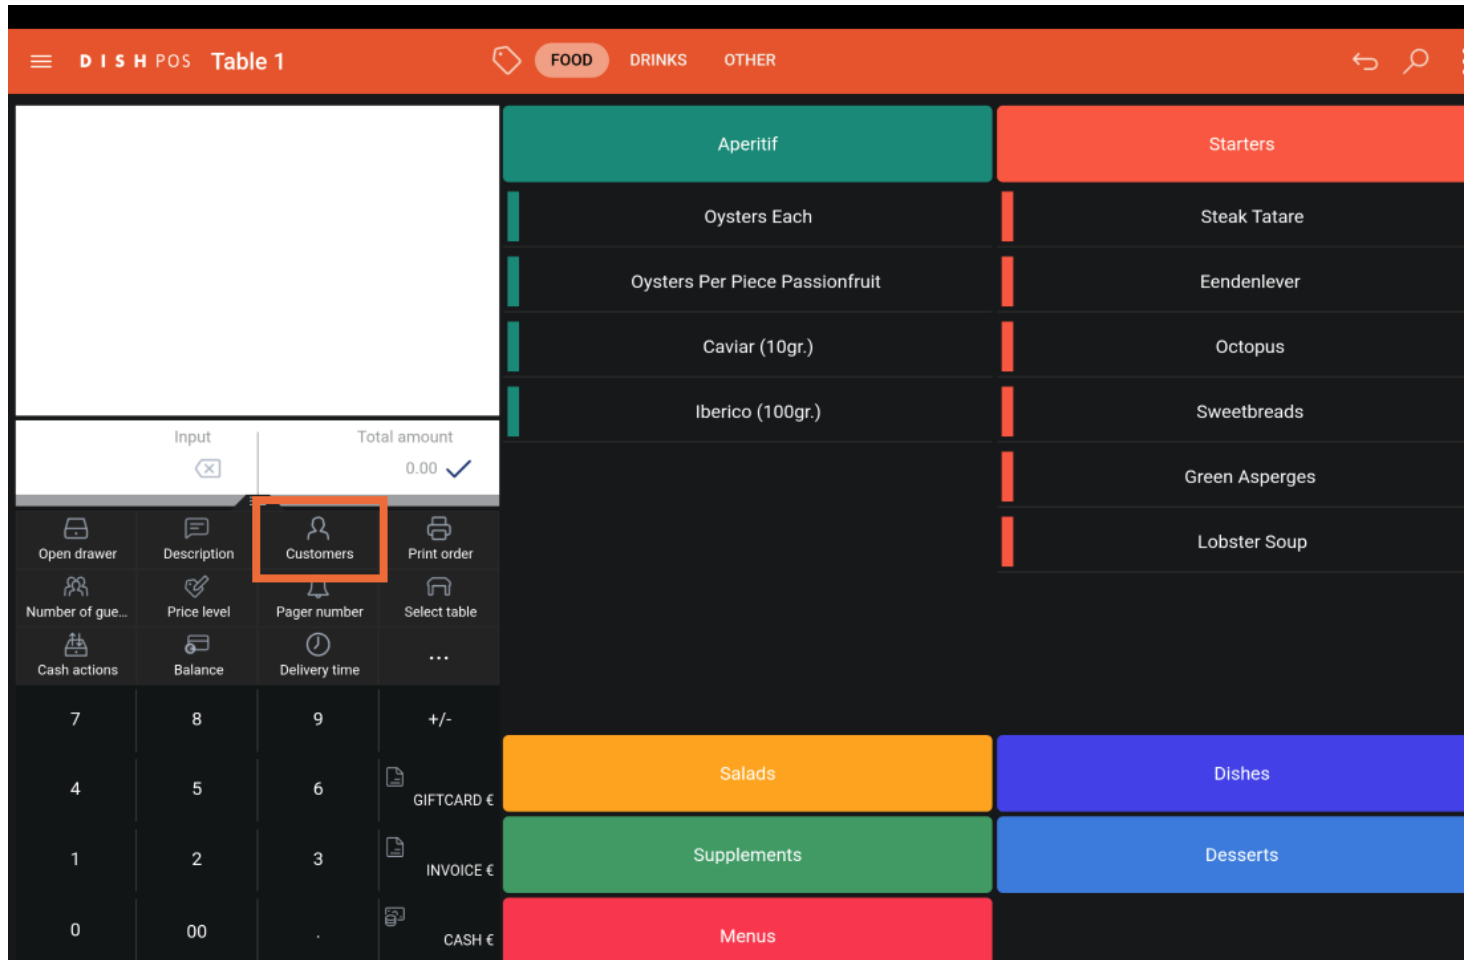 DISH POS Table 1
FOOD DRINKS OTHER
Aperitif
Starters
Oysters Each
Steak Tatare
Oysters Per Piece Passionfruit
Eendenlever
Caviar (10gr.)
Octopus
Iberico (100gr.)
Sweetbreads
Green Asperges
Lobster Soup
Input
Total amount
0.00
Open drawer
Description
Customers
Print order
Number of gue...
Price level
Pager number
Select table
Cash actions
Balance
Delivery time
...
7 8 9 +/-
4 5 6 GIFTCARD €
1 2 3 INVOICE €
0 00 . CASH €
Salads
Dishes
Supplements
Desserts
Menus